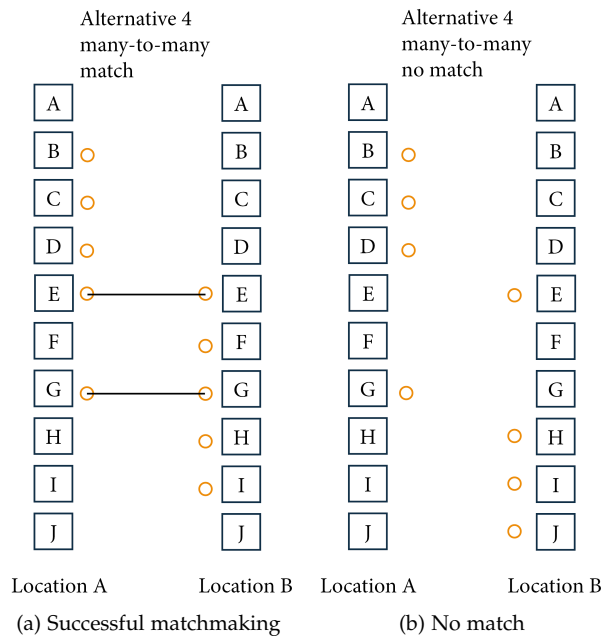 Alternative 4
many-to-many
match
A
B
C
D
E
F
G
H
I
J
Location A
A
B
C
D
E
F
G
H
I
J
Location B
(a) Successful matchmaking
Alternative 4
many-to-many
no match
A
B
C
D
E
F
G
H
I
J
Location A
A
B
C
D
E
F
G
H
I
J
Location B
(b) No match